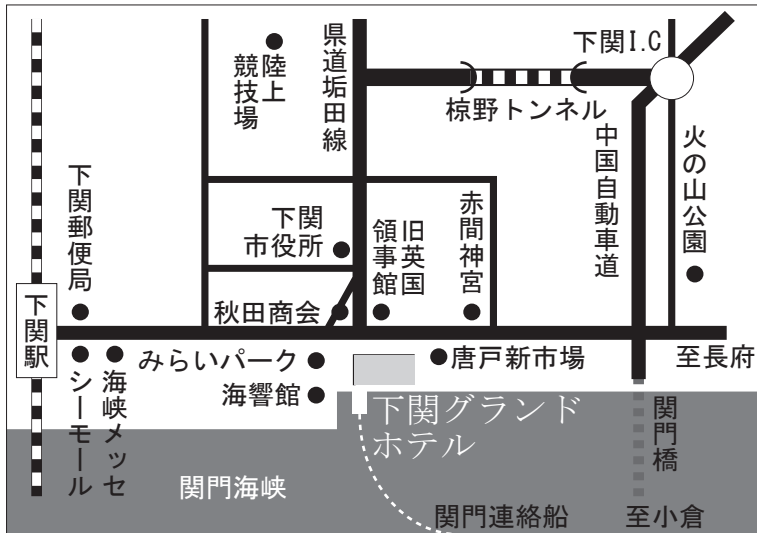 下関I.C
県道垢田線
陸上
競技場
椋野トンネル
中国自動車道
火の山公園
下関郵便局
下関
市役所
旧英国
領事館
赤間神宮
下関駅
秋田商会
みらいパーク
唐戸新市場
至長府
海響館
シーモール
海峡メッセ
下関グランド
ホテル
関門橋
関門海峡
関門連絡船
至小倉